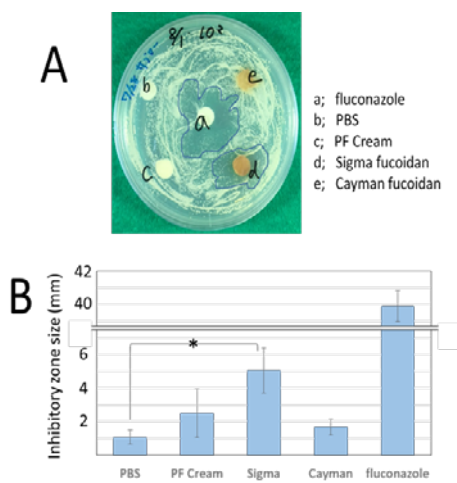 A
8/1
b
e
a
c
d
a; fluconazole
b; PBS
c; PF Cream
d; Sigma fucoidan
e; Cayman fucoidan
B
Inhibitory zone size (mm)
42
40
6
4
2
*
PBS
PF Cream
Sigma
Cayman
fluconazole